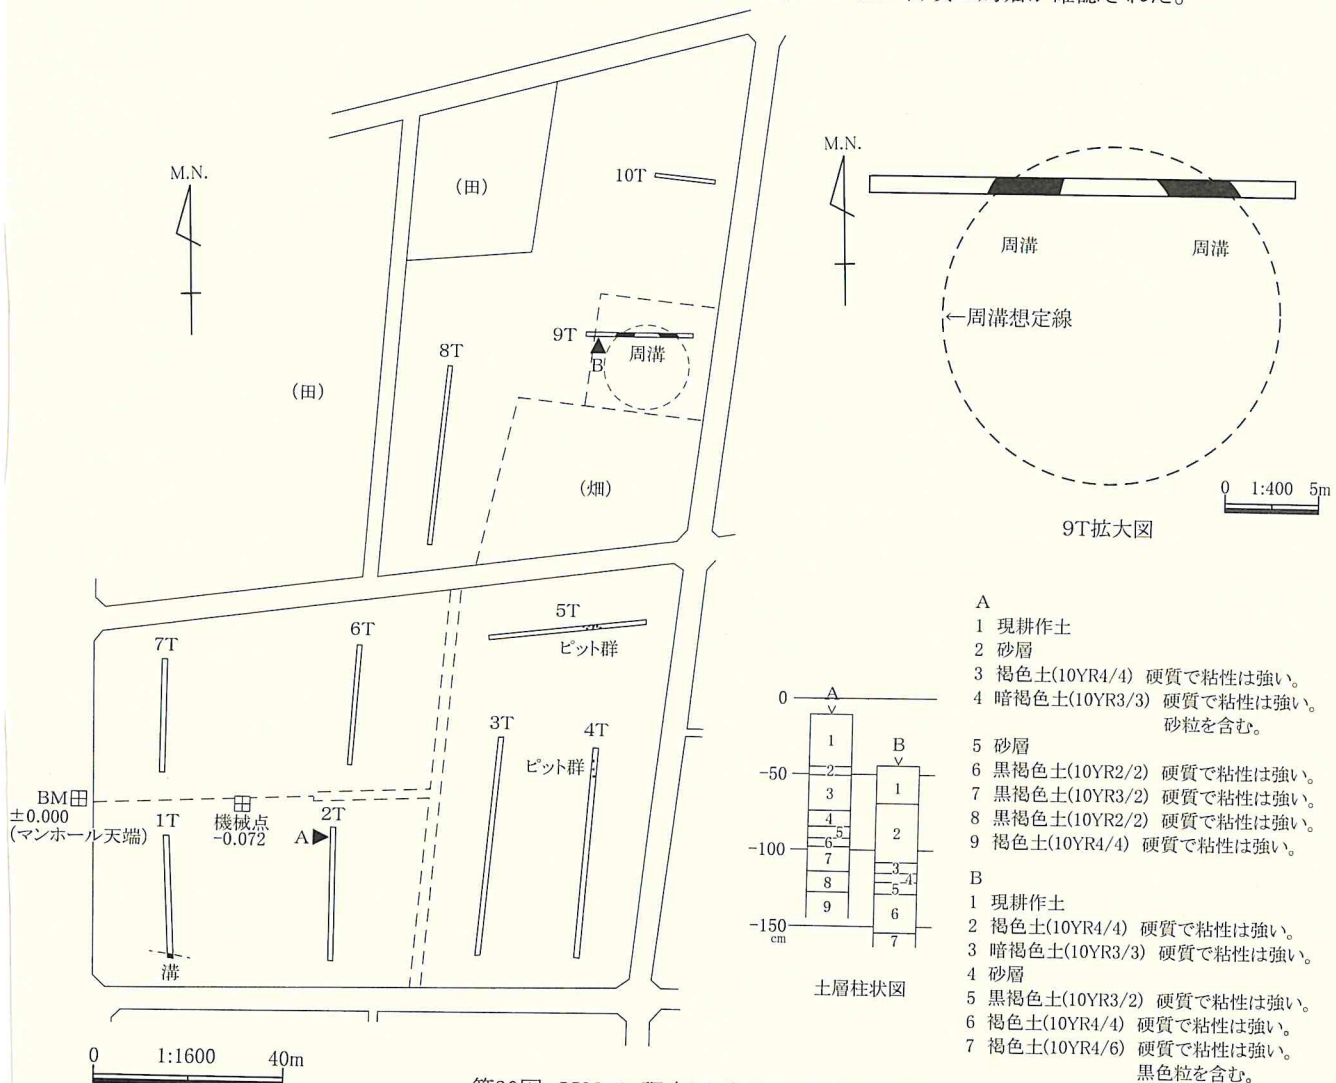 M.N.
(田)
10T
(田)
8T
9T
B
周溝
(畑)
M.N.
周溝
周溝
←周溝想定線
0 1:400 5m
9T拡大図
7T
6T
5T
ピット群
3T
4T
ピット群
BM
±0.000
(マンホール天端)
機械点
-0.072
1T
2T
A
溝
0 1:1600 40m
0
-50
-100
-150
cm
A
1
2
3
4
5
6
7
8
9
B
1
2
3
4
5
6
7
土層柱状図
A
1 現耕作土
2 砂層
3 褐色土(10YR4/4) 硬質で粘性は強い。
4 暗褐色土(10YR3/3) 硬質で粘性は強い。
砂粒を含む。
5 砂層
6 黒褐色土(10YR2/2) 硬質で粘性は強い。
7 黒褐色土(10YR3/2) 硬質で粘性は強い。
8 黒褐色土(10YR2/2) 硬質で粘性は強い。
9 褐色土(10YR4/4) 硬質で粘性は強い。
B
1 現耕作土
2 褐色土(10YR4/4) 硬質で粘性は強い。
3 暗褐色土(10YR3/3) 硬質で粘性は強い。
4 砂層
5 黒褐色土(10YR3/2) 硬質で粘性は強い。
6 褐色土(10YR4/4) 硬質で粘性は強い。
7 褐色土(10YR4/6) 硬質で粘性は強い。
黒色粒を含む。